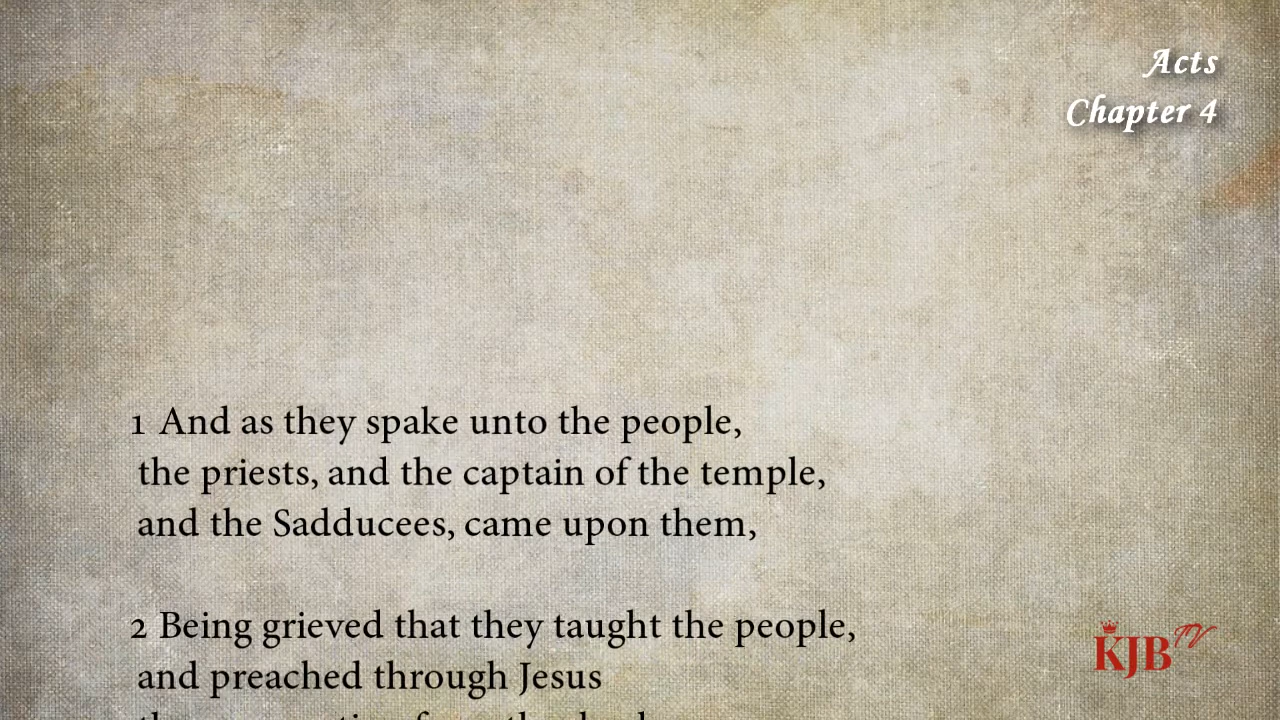 Acts
Chapter 4
1 And as they spake unto the people,
the priests, and the captain of the temple,
and the Sadducees, came upon them,
2 Being grieved that they taught the people,
and preached through Jesus
KJB TV